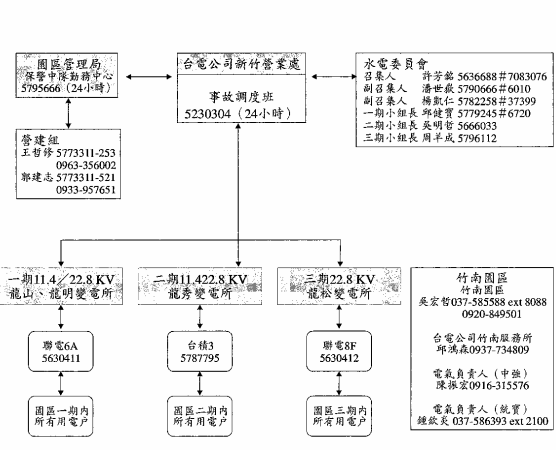 園區管理局
保警中隊勤務中心
5795666 (24小時)
台電公司新竹營業處
事故調度班
5230304 (24小時)
水電委員會
召集人 許芳銘 5636688#7083076
副召集人 潘世嶽 5790666#6010
副召集人 楊凱仁 5782258#37399
一期小組長 邱健寶 5779245#6720
二期小組長 吳明哲 5666033
三期小組長 周羊成 5796112
營建組
王哲修 5773311-253
0963-356002
郭建志 5773311-521
0933-957651
一期11.4/22.8 KV
龍山、龍明變電所
二期11.422.8 KV
龍秀變電所
三期22.8 KV
龍松變電所
聯電6A
5630411
台積3
5787795
聯電8F
5630412
園區一期內
所有用電戶
園區二期內
所有用電戶
園區三期內
所有用電戶
竹南園區
竹南園區
吳宏哲037-585588 ext 8088
0920-849501
台電公司竹南服務所
邱鴻森0937-734809
電氣負責人(中強)
陳振宏0916-315576
電氣負責人(統寶)
鍾欽炎 037-586393 ext 2100